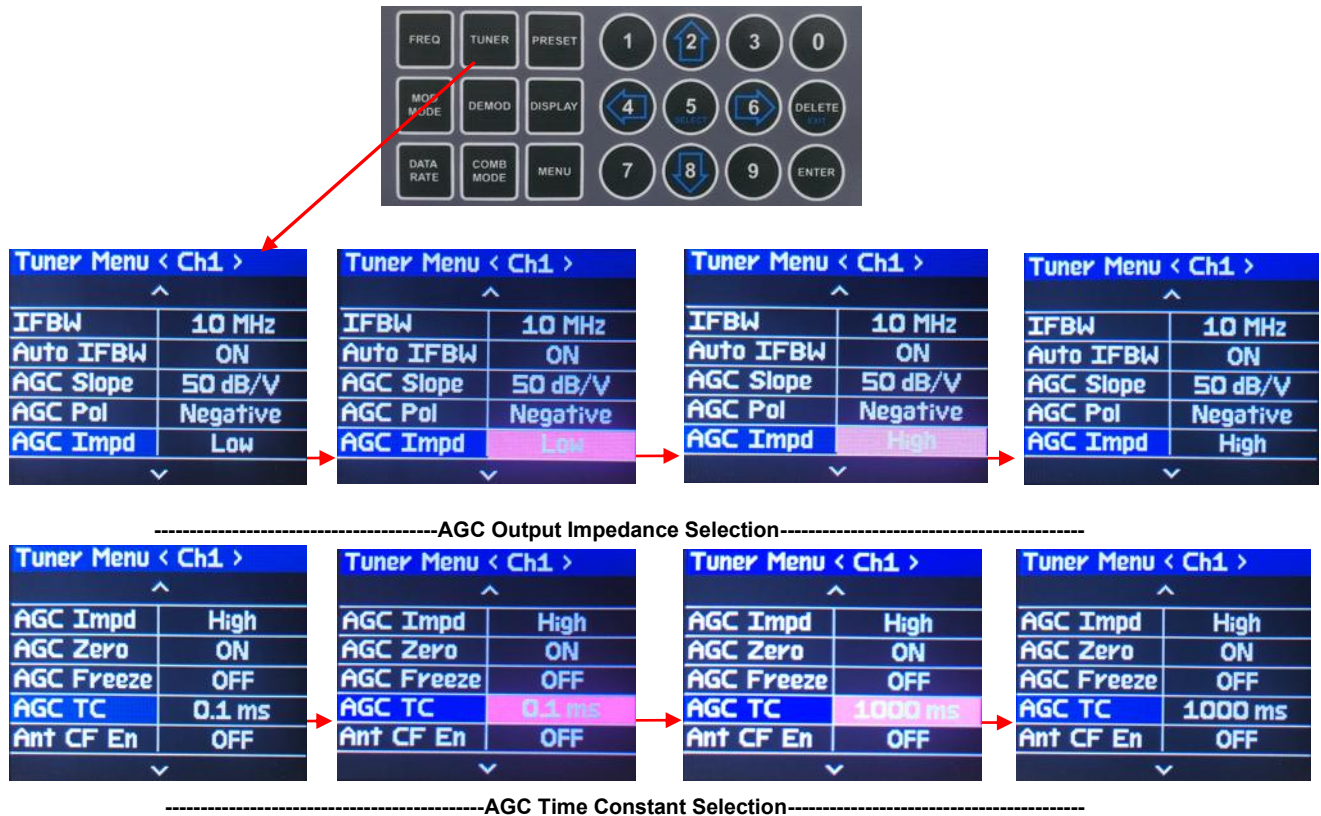 FREQ TUNER PRESET 1 2 3 0
MOD MODE DEMOD DISPLAY 4 5 SELECT 6 DELETE EXIT
DATA RATE COMB MODE MENU 7 8 9 ENTER
Tuner Menu < Ch1 >
IFBW 10 MHz
Auto IFBW ON
AGC Slope 50 dB/V
AGC Pol Negative
AGC Impd Low
Tuner Menu < Ch1 >
IFBW 10 MHz
Auto IFBW ON
AGC Slope 50 dB/V
AGC Pol Negative
AGC Impd Low
Tuner Menu < Ch1 >
IFBW 10 MHz
Auto IFBW ON
AGC Slope 50 dB/V
AGC Pol Negative
AGC Impd High
Tuner Menu < Ch1 >
IFBW 10 MHz
Auto IFBW ON
AGC Slope 50 dB/V
AGC Pol Negative
AGC Impd High
----------------------------------------AGC Output Impedance Selection-------------------------------------------
Tuner Menu < Ch1 >
AGC Impd High
AGC Zero ON
AGC Freeze OFF
AGC TC 0.1 ms
Ant CF En OFF
Tuner Menu < Ch1 >
AGC Impd High
AGC Zero ON
AGC Freeze OFF
AGC TC 0.1 ms
Ant CF En OFF
Tuner Menu < Ch1 >
AGC Impd High
AGC Zero ON
AGC Freeze OFF
AGC TC 1000 ms
Ant CF En OFF
Tuner Menu < Ch1 >
AGC Impd High
AGC Zero ON
AGC Freeze OFF
AGC TC 1000 ms
Ant CF En OFF
---------------------------------------------AGC Time Constant Selection------------------------------------------